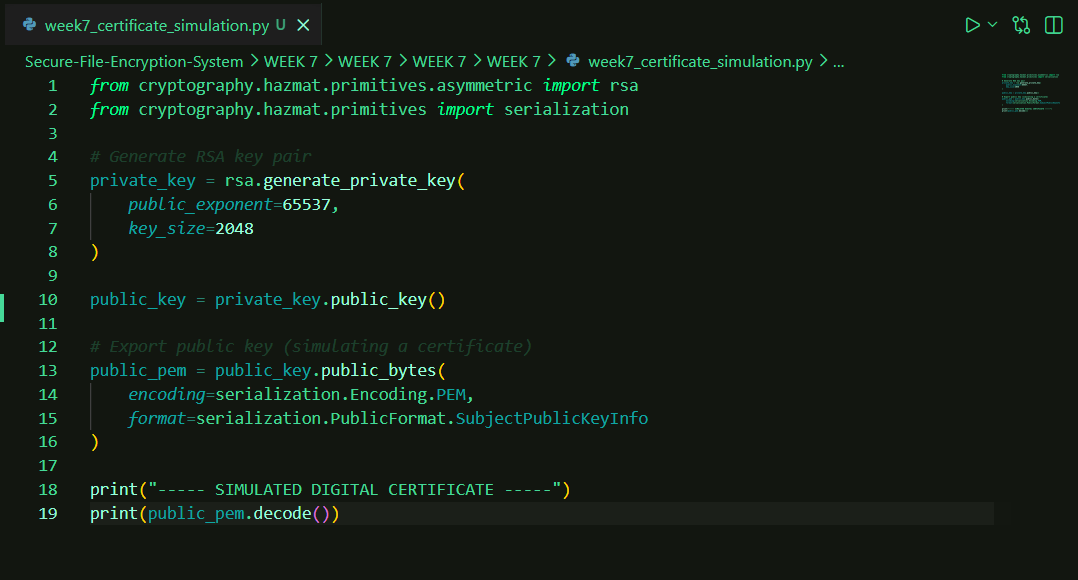 week7_certificate_simulation.py U
Secure-File-Encryption-System > WEEK 7 > WEEK 7 > WEEK 7 > WEEK 7 > week7_certificate_simulation.py > ...
1 from cryptography.hazmat.primitives.asymmetric import rsa
2 from cryptography.hazmat.primitives import serialization
3
4 # Generate RSA key pair
5 private_key = rsa.generate_private_key(
6     public_exponent=65537,
7     key_size=2048
8 )
9
10 public_key = private_key.public_key()
11
12 # Export public key (simulating a certificate)
13 public_pem = public_key.public_bytes(
14     encoding=serialization.Encoding.PEM,
15     format=serialization.PublicFormat.SubjectPublicKeyInfo
16 )
17
18 print("----- SIMULATED DIGITAL CERTIFICATE -----")
19 print(public_pem.decode())